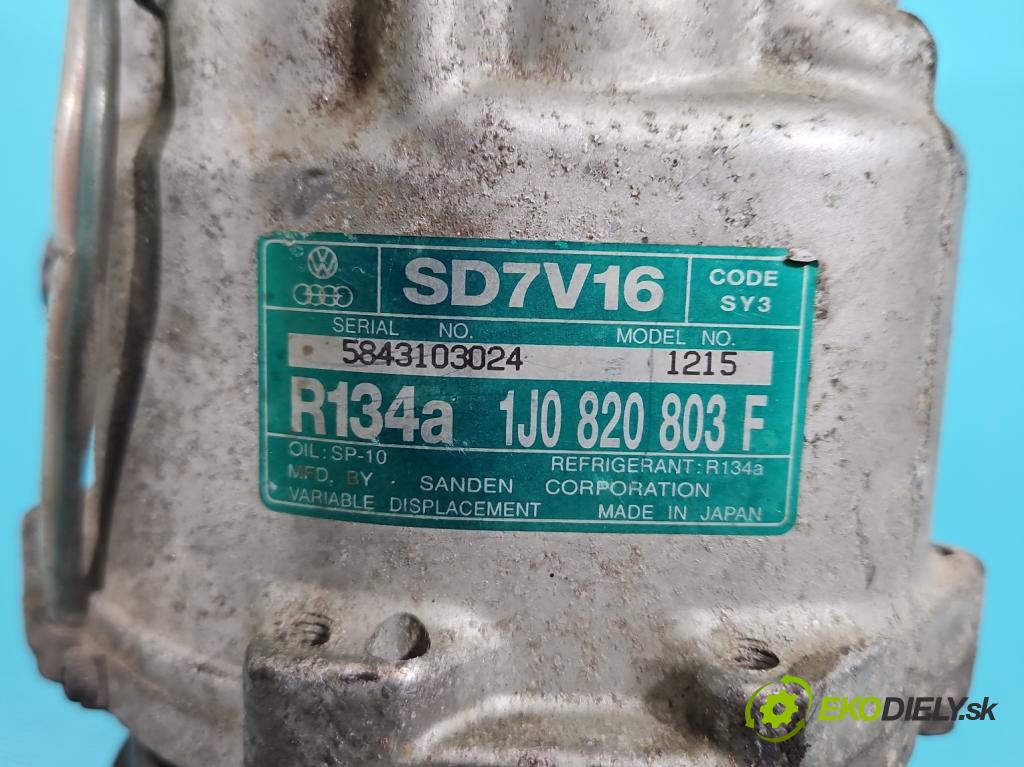 SD7V16 CODE
SY3
SERIAL NO. MODEL NO.
5843103024 1215
R134a 1J0 820 803 F
OIL:SP-10 REFRIGERANT:R134a
MFD. BY SANDEN CORPORATION
VARIABLE DISPLACEMENT MADE IN JAPAN
EKODIELY.sk